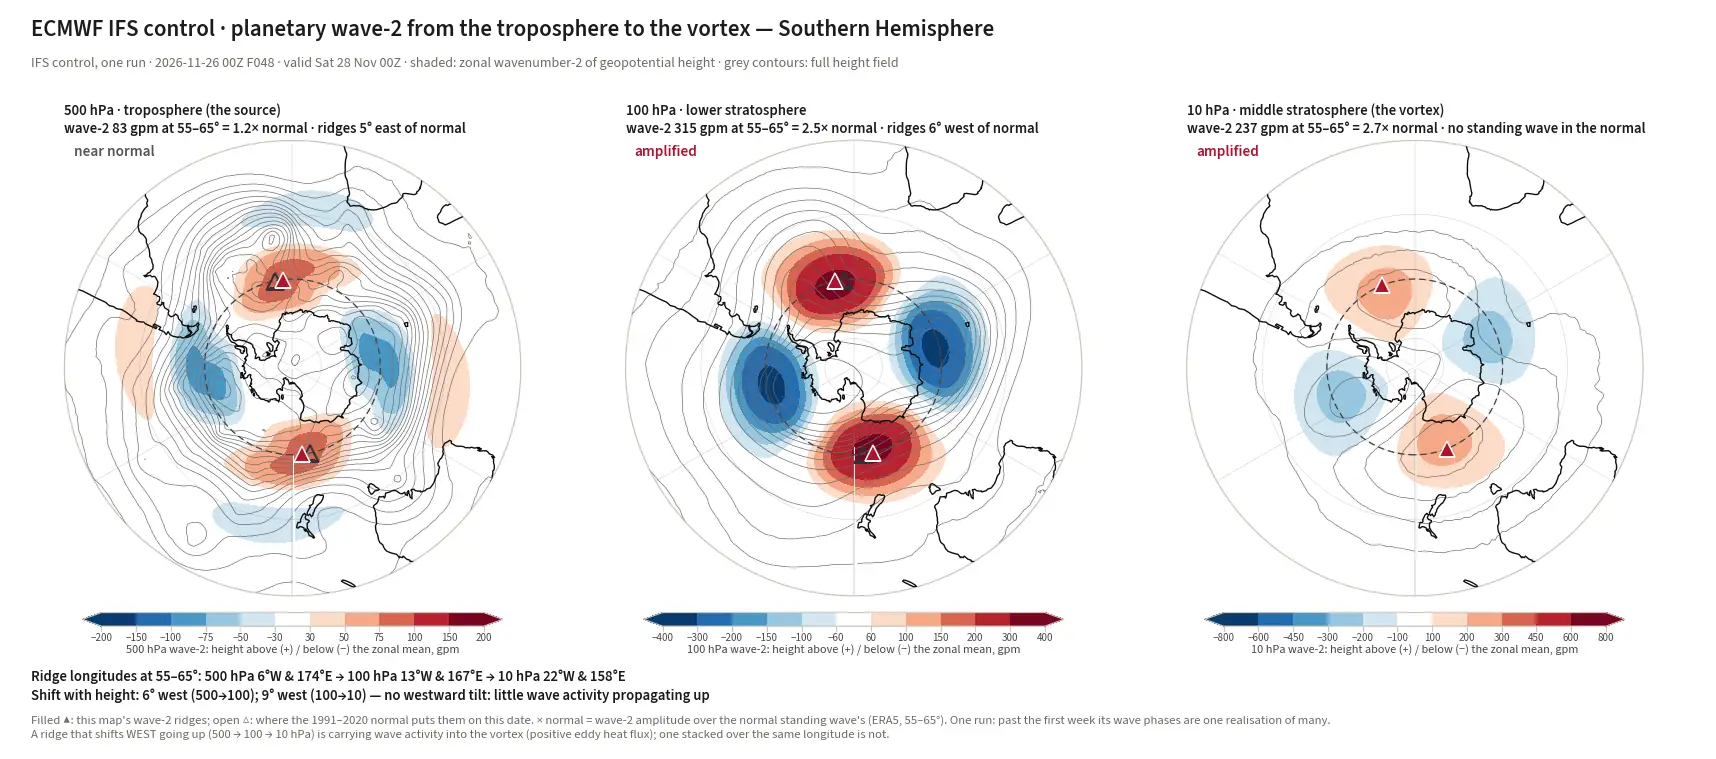 ECMWF IFS control · planetary wave-2 from the troposphere to the vortex — Southern Hemisphere
IFS control, one run · 2026-11-26 00Z F048 · valid Sat 28 Nov 00Z · shaded: zonal wavenumber-2 of geopotential height · grey contours: full height field
500 hPa · troposphere (the source)
wave-2 83 gpm at 55–65° = 1.2× normal · ridges 5° east of normal
near normal
100 hPa · lower stratosphere
wave-2 315 gpm at 55–65° = 2.5× normal · ridges 6° west of normal
amplified
10 hPa · middle stratosphere (the vortex)
wave-2 237 gpm at 55–65° = 2.7× normal · no standing wave in the normal
amplified
−200 −150 −100 −75 −50 −30 30 50 75 100 150 200
500 hPa wave-2: height above (+) / below (−) the zonal mean, gpm
−400 −300 −200 −150 −100 −60 60 100 150 200 300 400
100 hPa wave-2: height above (+) / below (−) the zonal mean, gpm
−800 −600 −450 −300 −200 −100 100 200 300 450 600 800
10 hPa wave-2: height above (+) / below (−) the zonal mean, gpm
Ridge longitudes at 55–65°: 500 hPa 6°W & 174°E → 100 hPa 13°W & 167°E → 10 hPa 22°W & 158°E
Shift with height: 6° west (500→100); 9° west (100→10) — no westward tilt: little wave activity propagating up
Filled ▲: this map's wave-2 ridges; open △: where the 1991–2020 normal puts them on this date. × normal = wave-2 amplitude over the normal standing wave's (ERA5, 55–65°). One run: past the first week its wave phases are one realisation of many.
A ridge that shifts WEST going up (500 → 100 → 10 hPa) is carrying wave activity into the vortex (positive eddy heat flux); one stacked over the same longitude is not.